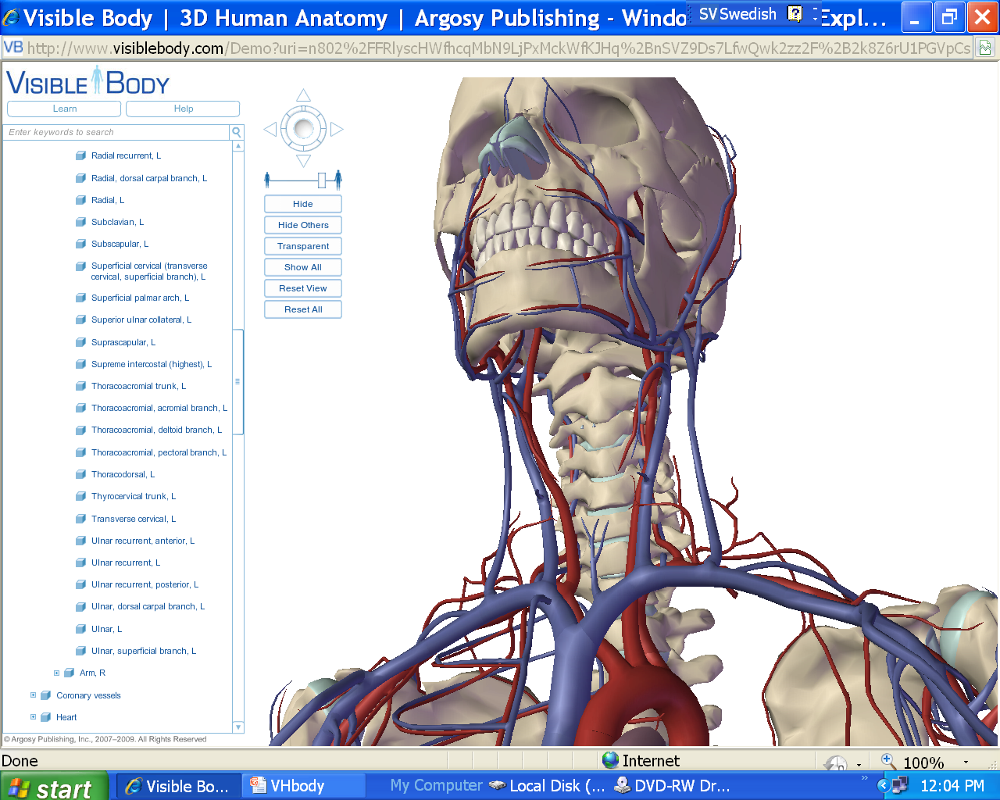 Visible Body | 3D Human Anatomy | Argosy Publishing - Windo
SV Swedish
Expl...
VB http://www.visiblebody.com/Demo?uri=n802%2FFRlyscHWfhcqMbN9LjPxMckWfKJHq%2BnSVZ9Ds7LfwQwk2zz2F%2B2k8Z6rU1PGVpCs
VISIBLE BODY
Learn Help
Enter keywords to search
Radial recurrent, L
Radial, dorsal carpal branch, L
Radial, L
Subclavian, L
Subscapular, L
Superficial cervical (transverse
cervical, superficial branch), L
Superficial palmar arch, L
Superior ulnar collateral, L
Suprascapular, L
Supreme intercostal (highest), L
Thoracoacromial trunk, L
Thoracoacromial, acromial branch, L
Thoracoacromial, deltoid branch, L
Thoracoacromial, pectoral branch, L
Thoracodorsal, L
Thyrocervical trunk, L
Transverse cervical, L
Ulnar recurrent, anterior, L
Ulnar recurrent, L
Ulnar recurrent, posterior, L
Ulnar, dorsal carpal branch, L
Ulnar, L
Ulnar, superficial branch, L
Arm, R
Coronary vessels
Heart
© Argosy Publishing, Inc., 2007–2009. All Rights Reserved
Hide
Hide Others
Transparent
Show All
Reset View
Reset All
Done
Internet
100%
start
Visible Bo...
VHbody
My Computer
Local Disk (...
DVD-RW Dr...
12:04 PM